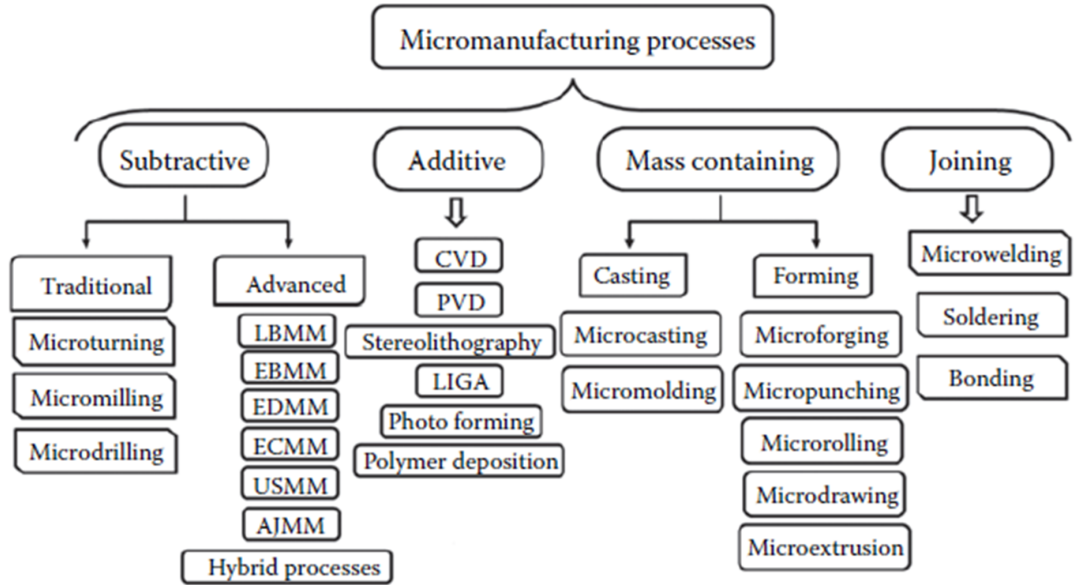 Micromanufacturing processes
Subtractive
Additive
Mass containing
Joining
Traditional
Microturning
Micromilling
Microdrilling
Advanced
LBMM
EBMM
EDMM
ECMM
USMM
AJMM
Hybrid processes
CVD
PVD
Stereolithography
LIGA
Photo forming
Polymer deposition
Casting
Microcasting
Micromolding
Forming
Microforging
Micropunching
Microrolling
Microdrawing
Microextrusion
Microwelding
Soldering
Bonding